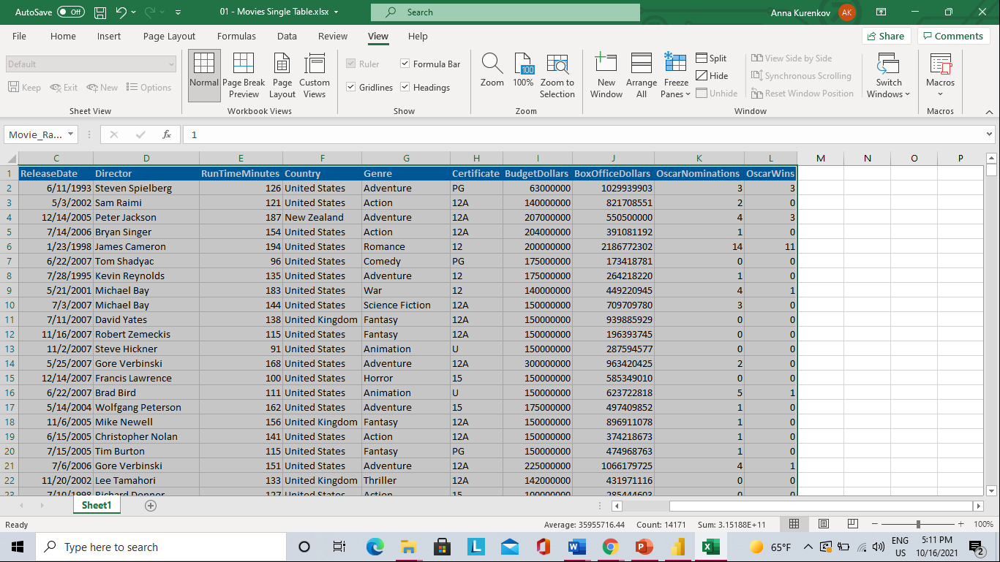 AutoSave Off 01 - Movies Single Table.xlsx Search Anna Kurenkov AK
File Home Insert Page Layout Formulas Data Review View Help Share Comments
Default
Keep Exit New Options
Sheet View
Normal Page Break Preview Page Layout Custom Views
Workbook Views
Ruler Formula Bar
Gridlines Headings
Show
Zoom 100 100% Zoom to Selection
Zoom
New Window Arrange All Freeze Panes
Split
Hide
Unhide
View Side by Side
Synchronous Scrolling
Reset Window Position
Switch Windows
Window
Macros
Macros
Movie_Ra... fx 1
C D E F G H I J K L M N O P
1 ReleaseDate Director RunTimeMinutes Country Genre Certificate BudgetDollars BoxOfficeDollars OscarNominations OscarWins
2 6/11/1993 Steven Spielberg 126 United States Adventure PG 63000000 1029939903 3 3
3 5/3/2002 Sam Raimi 121 United States Action 12A 140000000 821708551 2 0
4 12/14/2005 Peter Jackson 187 New Zealand Adventure 12A 207000000 550500000 4 3
5 7/14/2006 Bryan Singer 154 United States Action 12A 204000000 391081192 1 0
6 1/23/1998 James Cameron 194 United States Romance 12 200000000 2186772302 14 11
7 6/22/2007 Tom Shadyac 96 United States Comedy PG 175000000 173418781 0 0
8 7/28/1995 Kevin Reynolds 135 United States Adventure 12 175000000 264218220 1 0
9 5/21/2001 Michael Bay 183 United States War 12 140000000 449220945 4 1
10 7/3/2007 Michael Bay 144 United States Science Fiction 12A 150000000 709709780 3 0
11 7/11/2007 David Yates 138 United Kingdom Fantasy 12A 150000000 939885929 0 0
12 11/16/2007 Robert Zemeckis 115 United States Fantasy 12A 150000000 196393745 0 0
13 11/2/2007 Steve Hickner 91 United States Animation U 150000000 287594577 0 0
14 5/25/2007 Gore Verbinski 168 United States Adventure 12A 300000000 963420425 2 0
15 12/14/2007 Francis Lawrence 100 United States Horror 15 150000000 585349010 0 0
16 6/22/2007 Brad Bird 111 United States Animation U 150000000 623722818 5 1
17 5/14/2004 Wolfgang Peterson 162 United States Adventure 15 175000000 497409852 1 0
18 11/6/2005 Mike Newell 156 United Kingdom Fantasy 12A 150000000 896911078 1 0
19 6/15/2005 Christopher Nolan 141 United States Action 12A 150000000 374218673 1 0
20 7/15/2005 Tim Burton 115 United States Fantasy PG 150000000 474968763 1 0
21 7/6/2006 Gore Verbinski 151 United States Adventure 12A 225000000 1066179725 4 1
22 11/20/2002 Lee Tamahori 133 United Kingdom Thriller 12A 142000000 431971116 0 0
23 7/10/1998 Richard Donner 127 United States Action 15 100000000 285444603 0 0
Sheet1
Ready Average: 35955716.44 Count: 14171 Sum: 3.15188E+11 100%
Type here to search L W P X 65°F ENG US 5:11 PM 10/16/2021 2